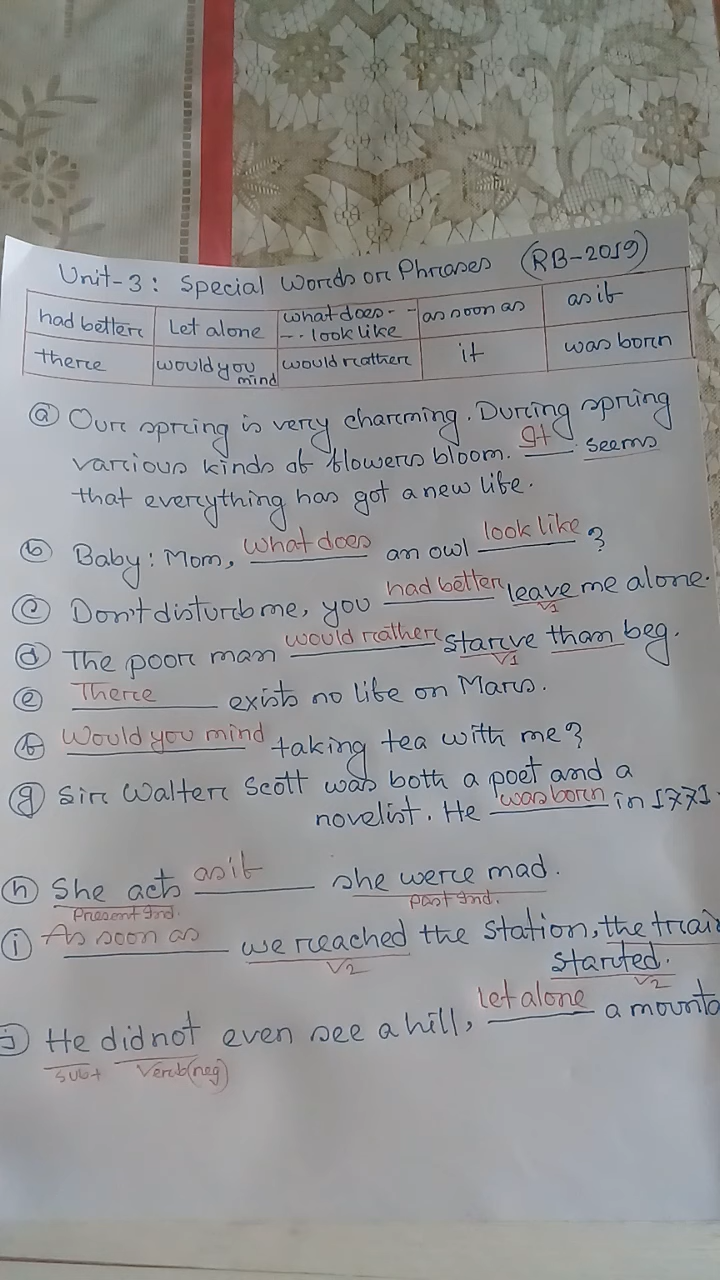 Unit-3: Special Words or Phrases (RB-2019)
had better Let alone what does-- --look like as soon as as if
there would you mind would rather it was born
(a) Our spring is very charming. During spring
various kinds of flowers bloom. It seems
that everything has got a new life.
(b) Baby: Mom, what does an owl look like?
(c) Don't disturb me, you had better leave me alone.
V1
(d) The poor man would rather starve than beg.
V1
(e) There exists no life on Mars.
(f) Would you mind taking tea with me?
(g) Sir Walter Scott was both a poet and a
novelist. He was born in 1771.
(h) She acts as if she were mad.
Present Ind. Past Ind.
(i) As soon as we reached the station, the train
V2
started.
V2
(j) He did not even see a hill, let alone a mounta
Subt Verb(neg)